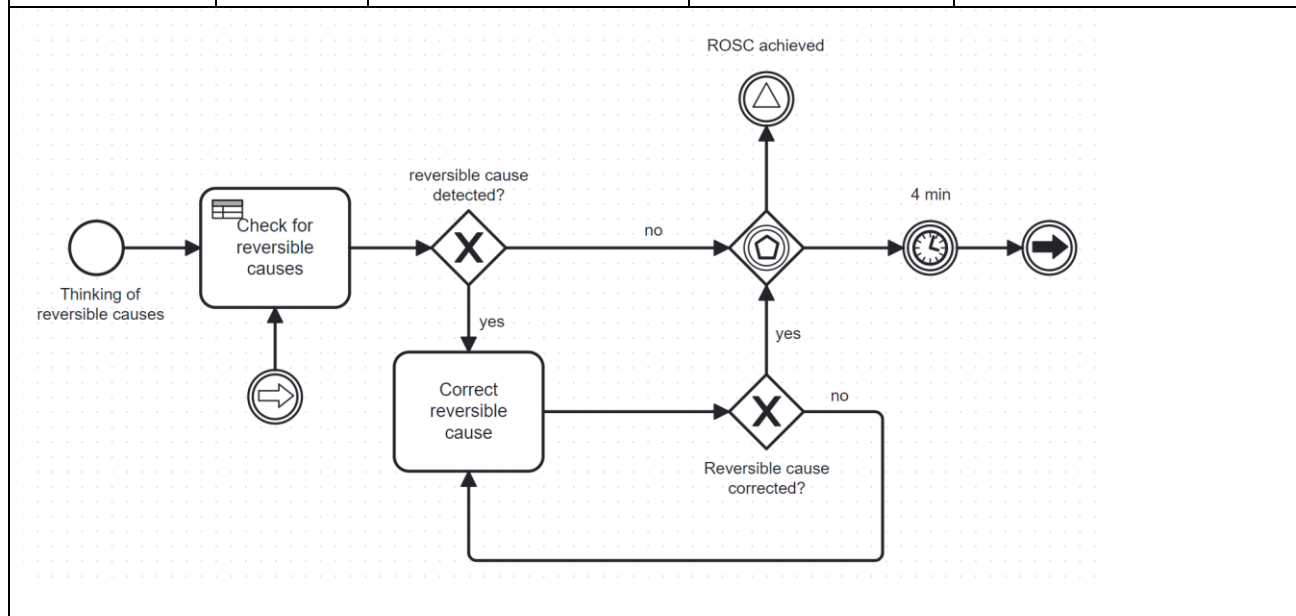 ROSC achieved
reversible cause
detected?
4 min
no
Check for
reversible
causes
Thinking of
reversible causes
yes
yes
Correct
reversible
cause
no
Reversible cause
corrected?